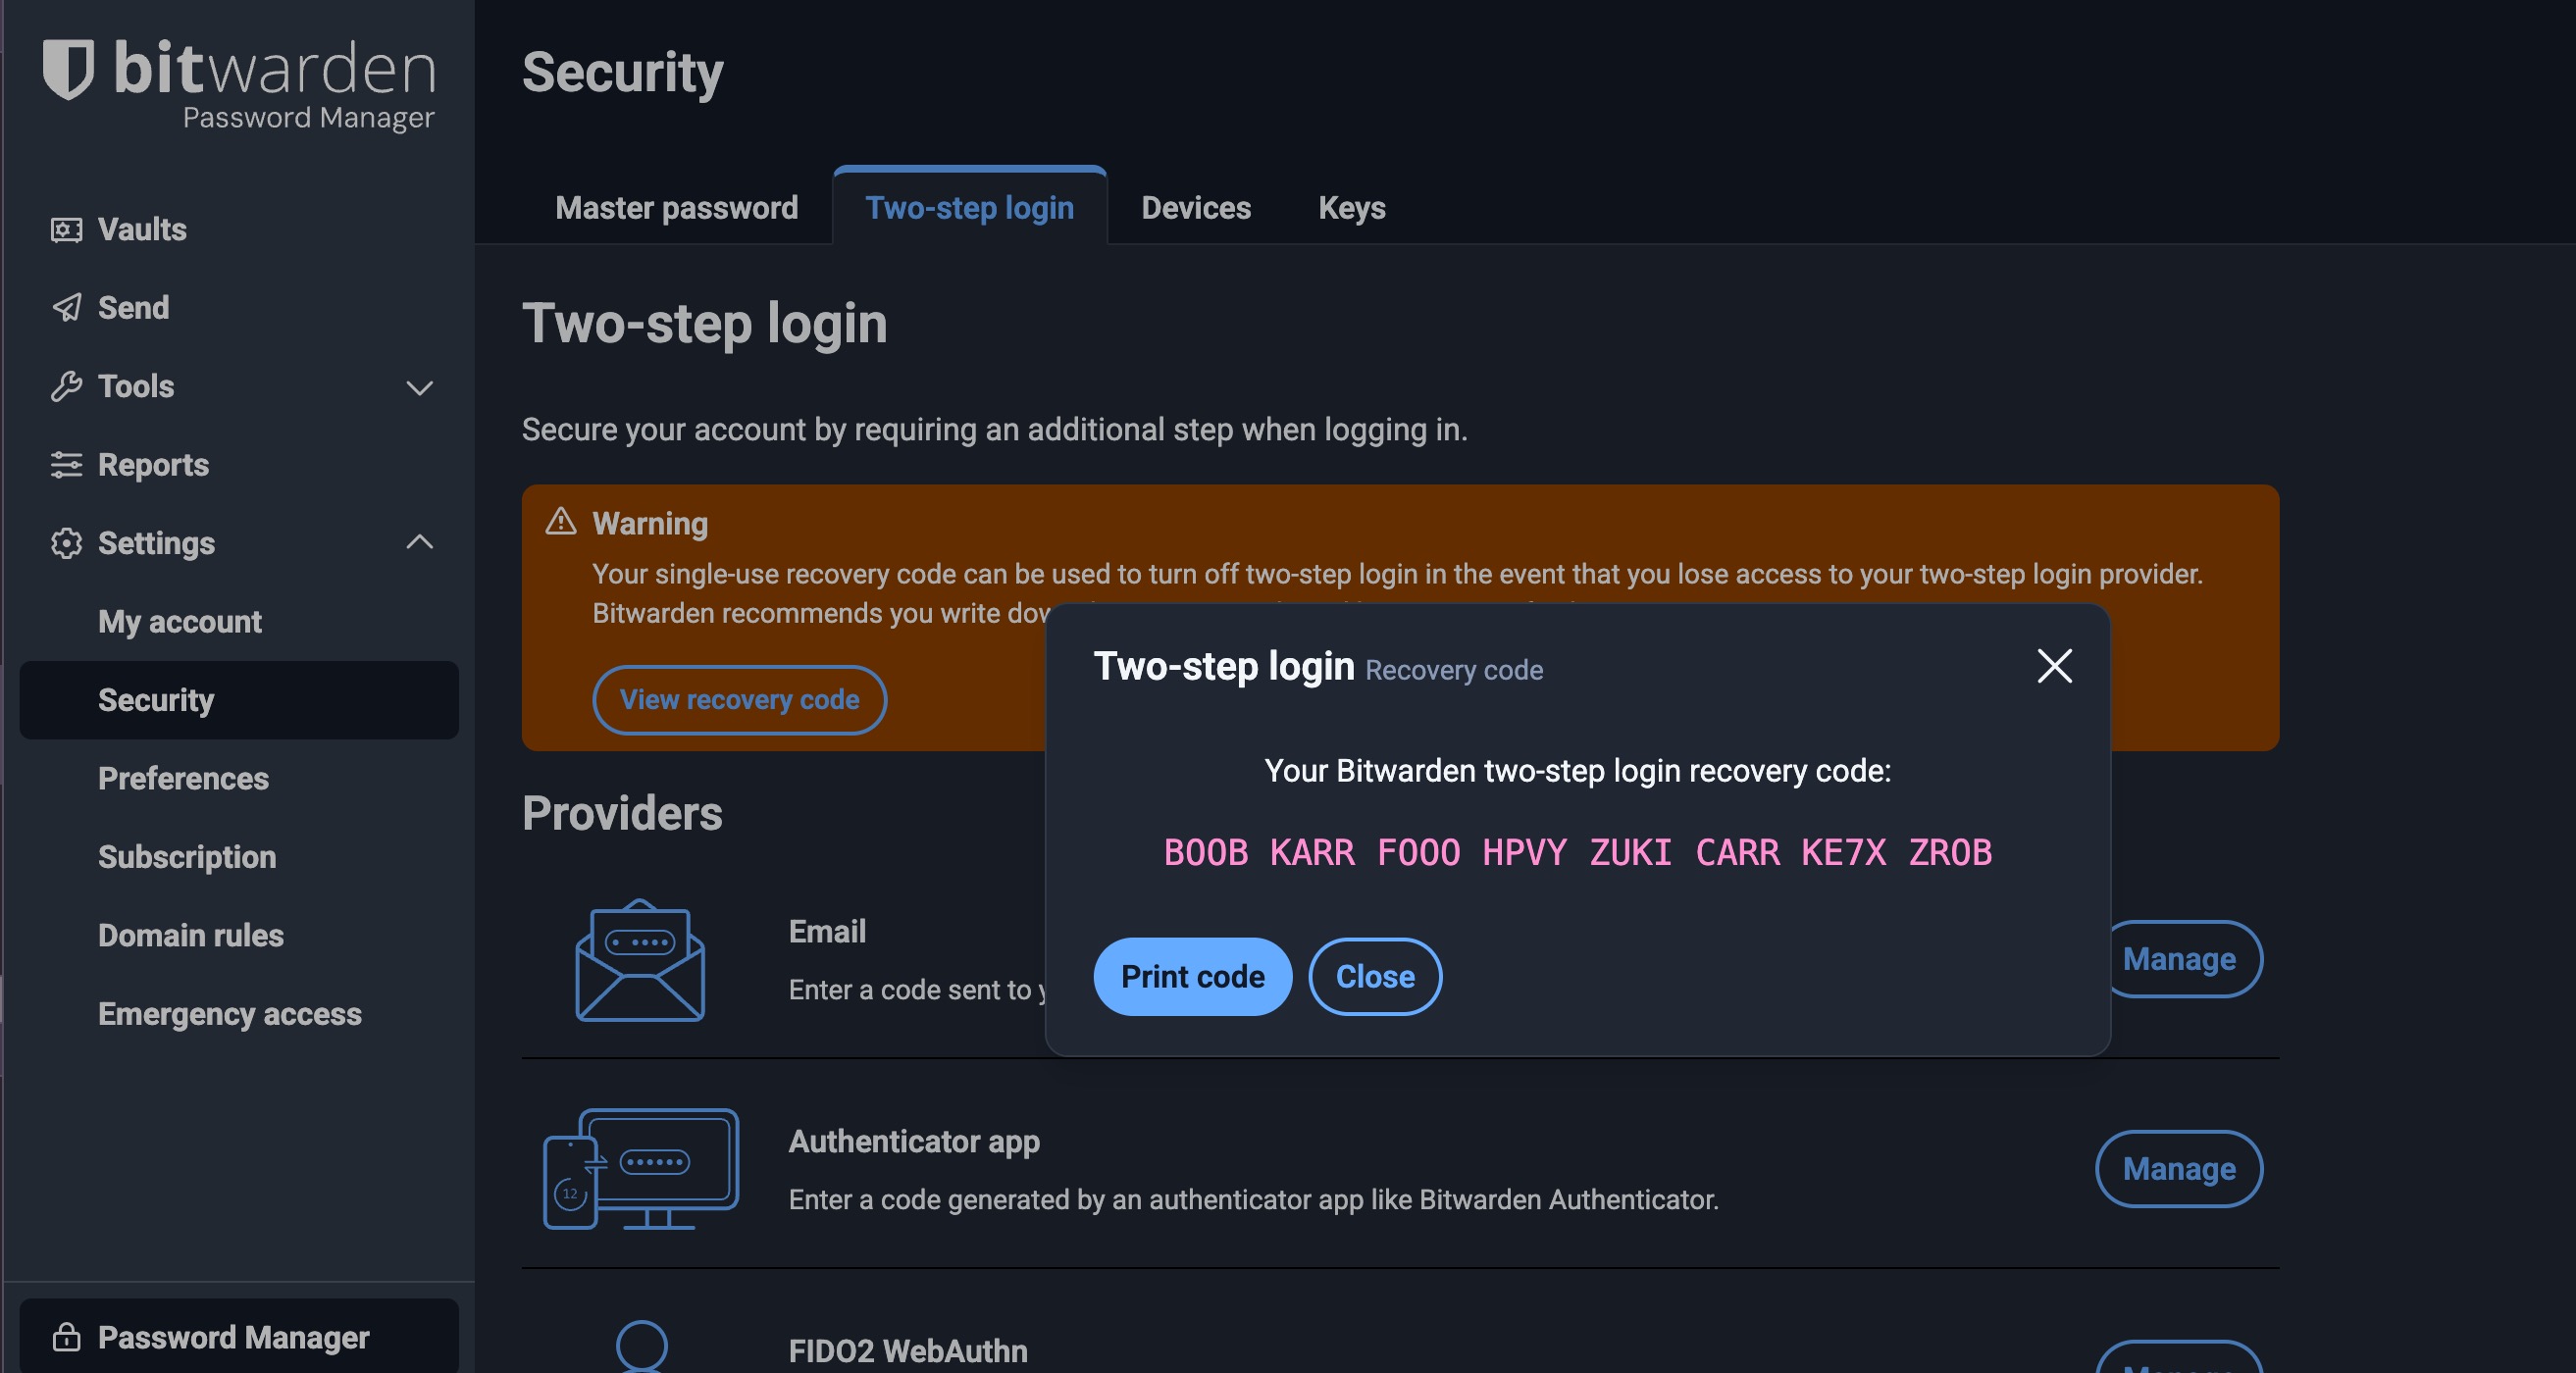 bitwarden
Password Manager
Vaults
Send
Tools
Reports
Settings
My account
Security
Preferences
Subscription
Domain rules
Emergency access
Password Manager
Security
Master password
Two-step login
Devices
Keys
Two-step login
Secure your account by requiring an additional step when logging in.
Warning
Your single-use recovery code can be used to turn off two-step login in the event that you lose access to your two-step login provider.
Bitwarden recommends you write
View recovery code
Two-step login Recovery code
Your Bitwarden two-step login recovery code:
BOOB KARR FOOO HPVY ZUKI CARR KE7X ZROB
Print code
Close
Providers
Email
Enter a code sent to
Manage
Authenticator app
Enter a code generated by an authenticator app like Bitwarden Authenticator.
Manage
12
FIDO2 WebAuthn